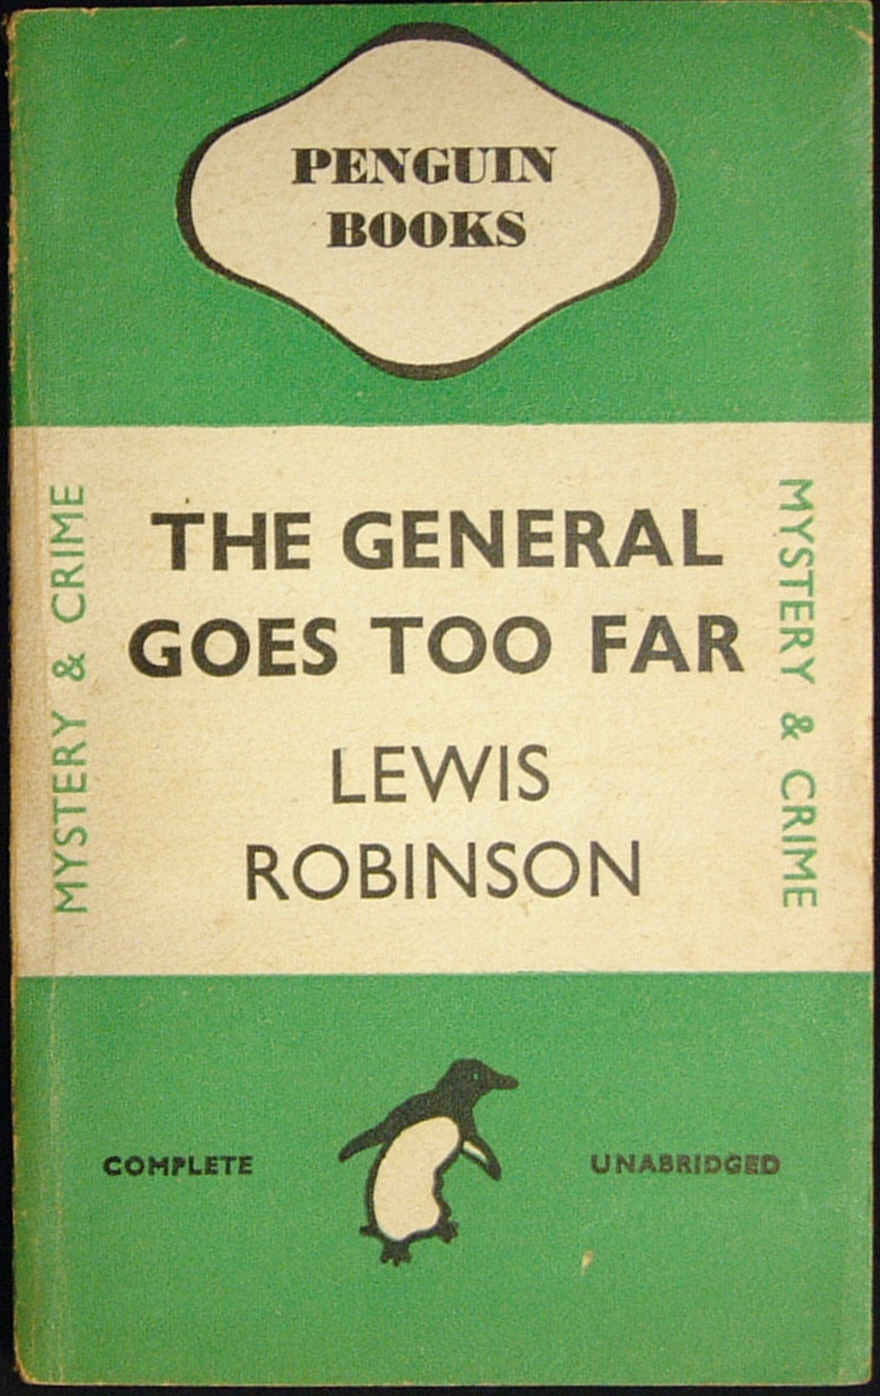 PENGUIN
BOOKS
MYSTERY & CRIME
THE GENERAL
GOES TOO FAR
LEWIS
ROBINSON
MYSTERY & CRIME
COMPLETE
UNABRIDGED